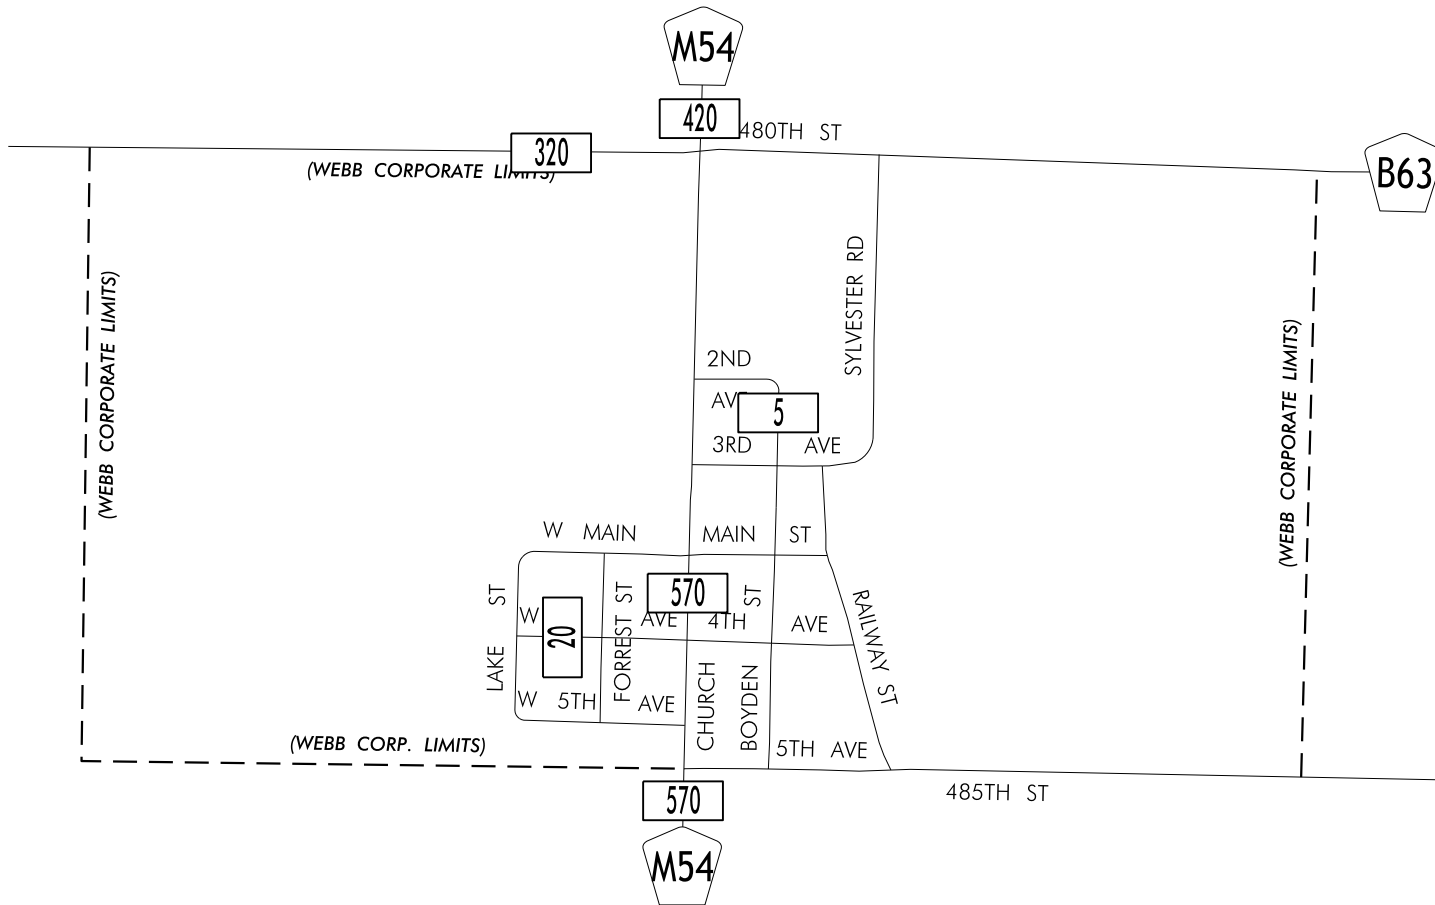 M54
420
480TH ST
320
(WEBB CORPORATE LIMITS)
B63
(WEBB CORPORATE LIMITS)
SYLVESTER RD
(WEBB CORPORATE LIMITS)
2ND
AVE
5
3RD AVE
W MAIN MAIN ST
LAKE ST
W 20 AVE 4TH AVE
570
FORREST ST
BOYDEN ST
RAILWAY ST
W 5TH AVE
CHURCH
5TH AVE
(WEBB CORP. LIMITS)
485TH ST
570
M54